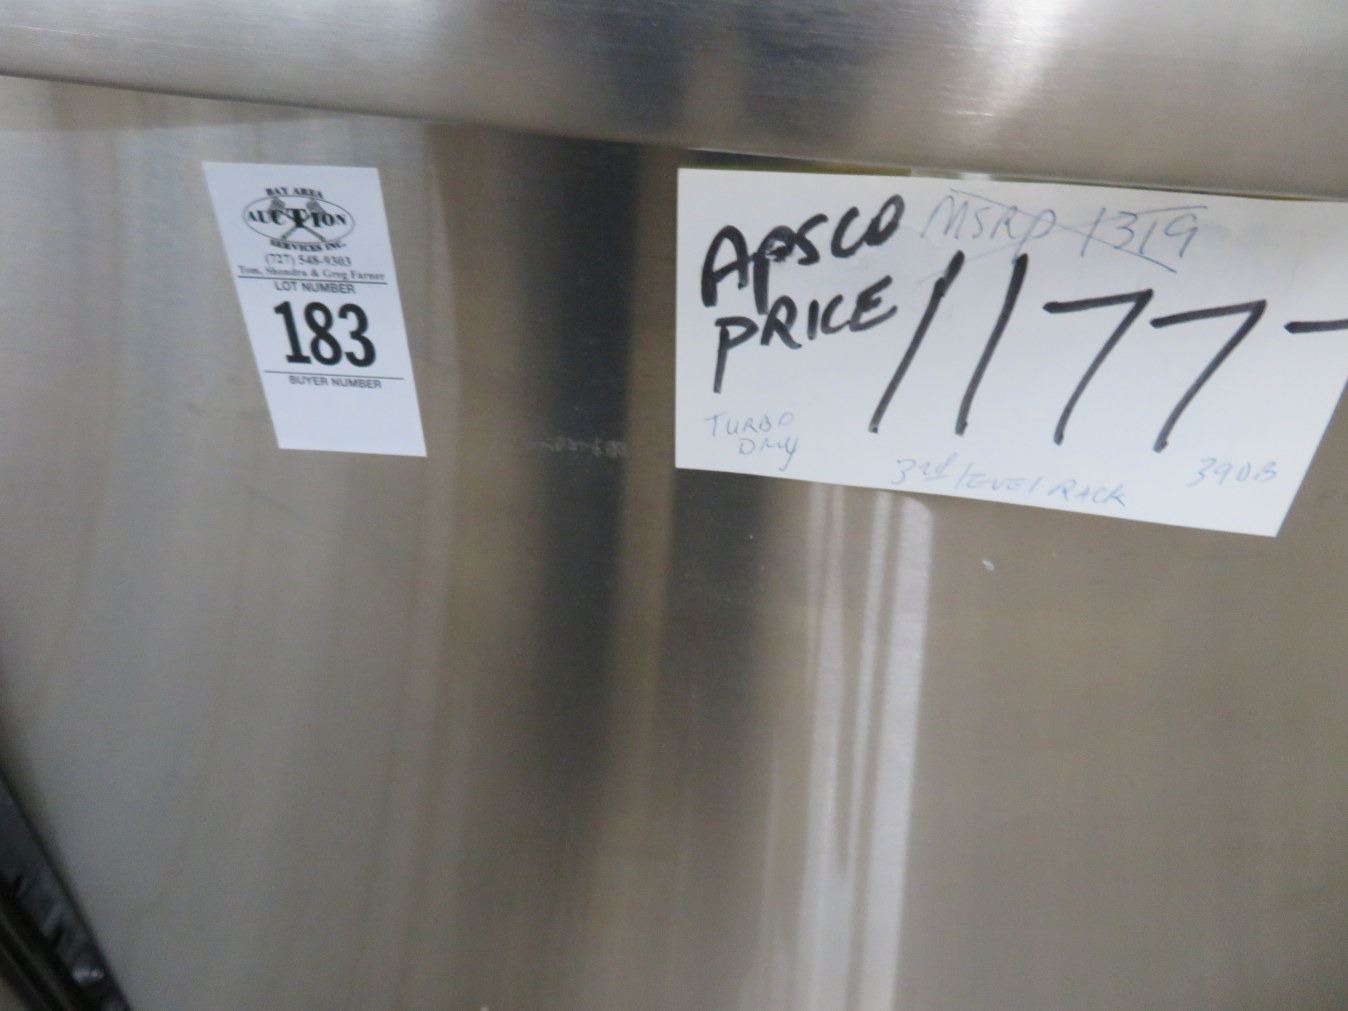 BAY AREA
AUCTION
SERVICES INC.
(727) 548-9303
Tom, Shondra & Greg Farner
LOT NUMBER
183
BUYER NUMBER
MSRP 1319
APSCO
PRICE 1177-
TURBO
DRY
3rd level RACK
39DB